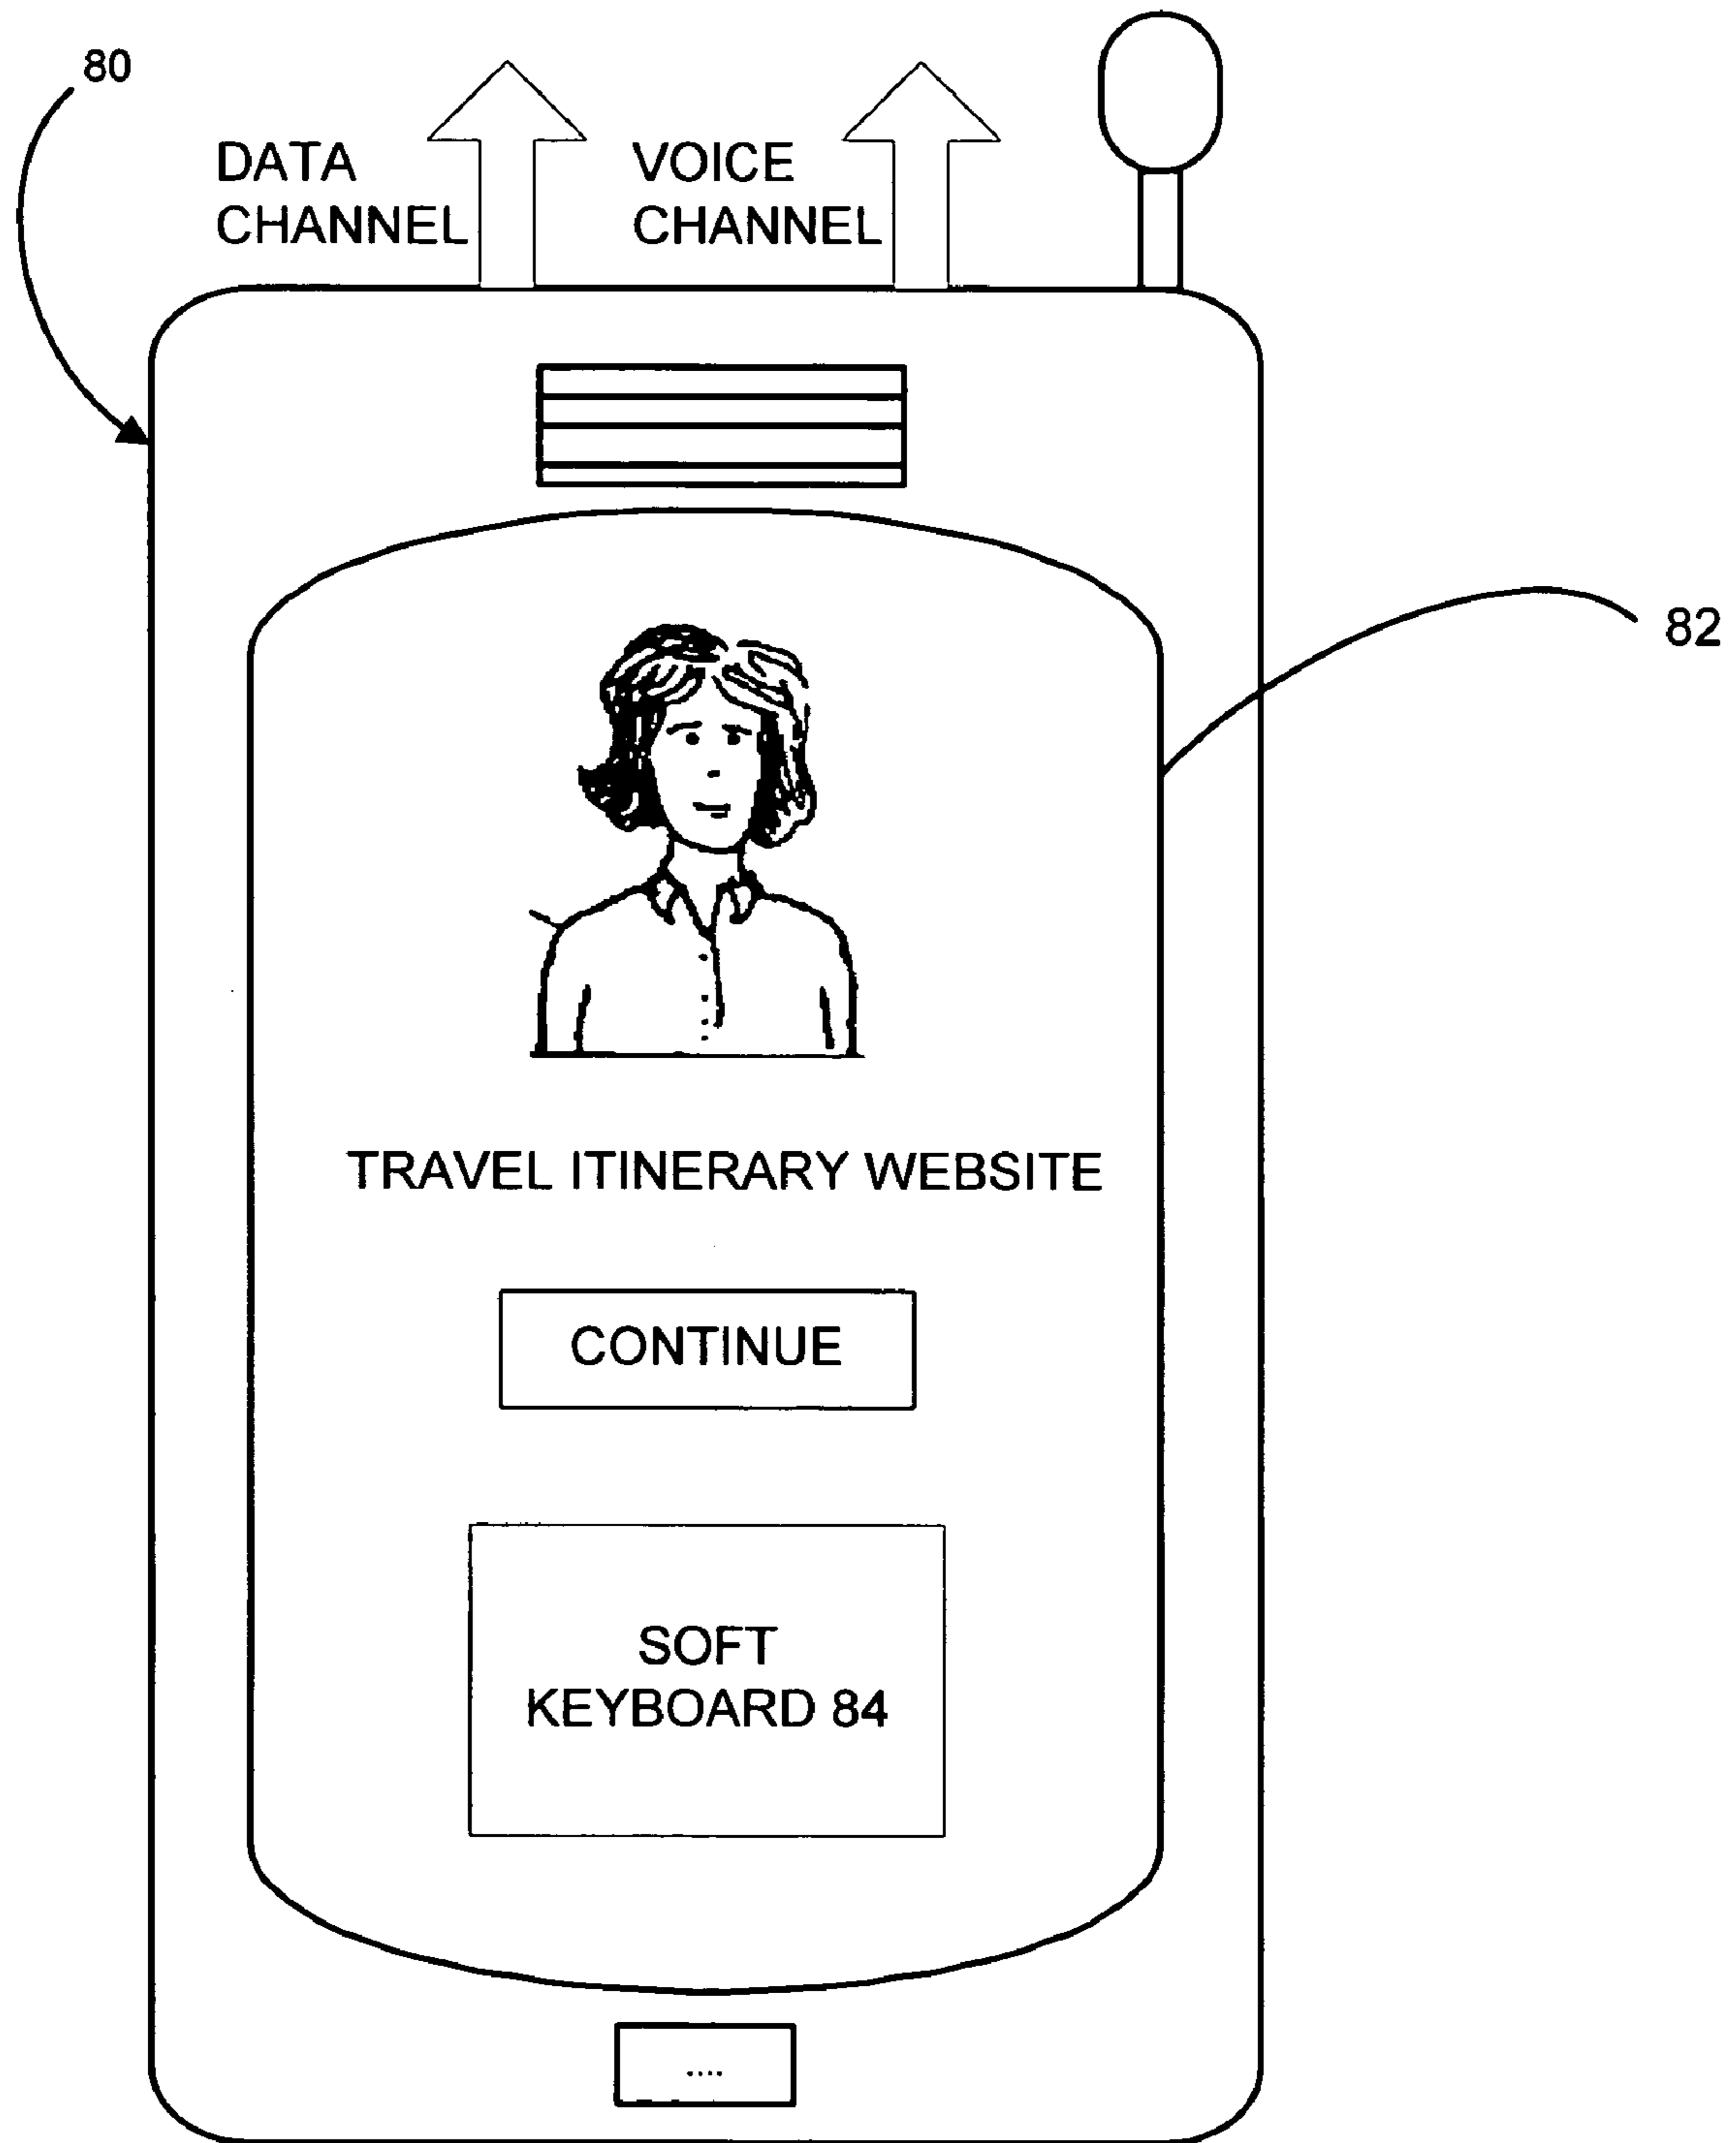 80
DATA
CHANNEL
VOICE
CHANNEL
82
TRAVEL ITINERARY WEBSITE
CONTINUE
SOFT
KEYBOARD 84
....